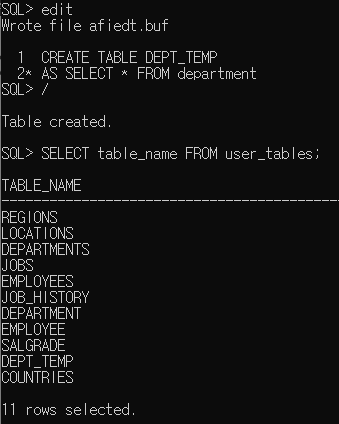 SQL> edit
Wrote file afiedt.buf
1 CREATE TABLE DEPT_TEMP
2* AS SELECT * FROM department
SQL> /
Table created.
SQL> SELECT table_name FROM user_tables;
TABLE_NAME
--------------------------------------------
REGIONS
LOCATIONS
DEPARTMENTS
JOBS
EMPLOYEES
JOB_HISTORY
DEPARTMENT
EMPLOYEE
SALGRADE
DEPT_TEMP
COUNTRIES
11 rows selected.